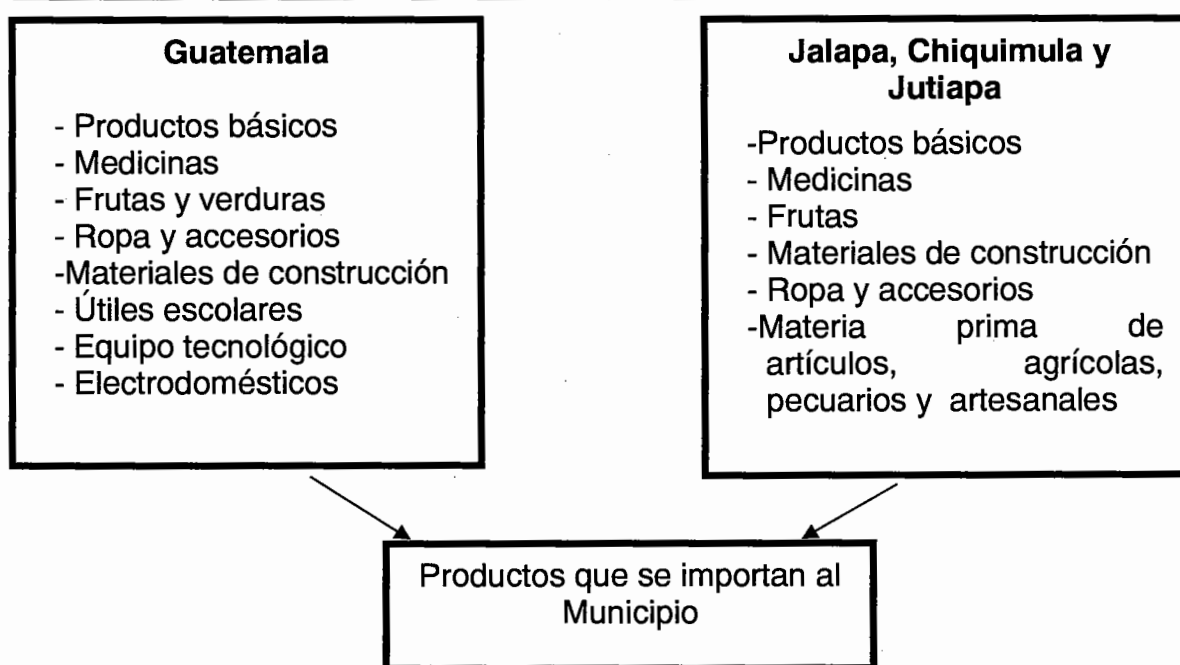 Guatemala
- Productos básicos
- Medicinas
- Frutas y verduras
- Ropa y accesorios
-Materiales de construcción
- Útiles escolares
- Equipo tecnológico
- Electrodomésticos
Jalapa, Chiquimula y
Jutiapa
-Productos básicos
- Medicinas
- Frutas
- Materiales de construcción
- Ropa y accesorios
-Materia prima de
artículos, agrícolas,
pecuarios y artesanales
Productos que se importan al
Municipio